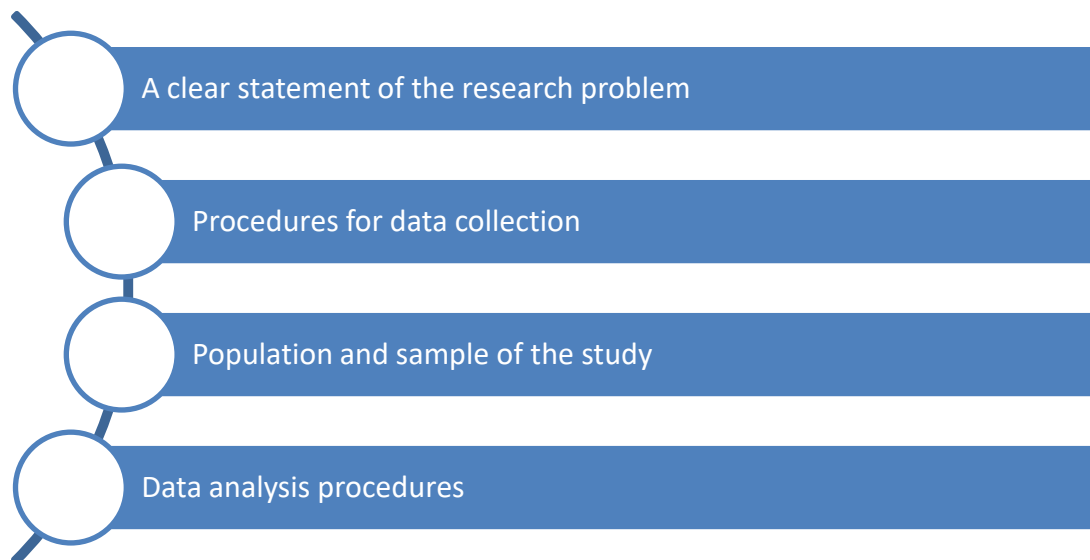 A clear statement of the research problem
Procedures for data collection
Population and sample of the study
Data analysis procedures